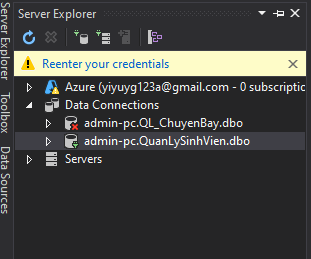 Server Explorer
Reenter your credentials
Azure (yiyuyg123a@gmail.com - 0 subscriptic
Data Connections
admin-pc.QL_ChuyenBay.dbo
admin-pc.QuanLySinhVien.dbo
Servers
Server Explorer
Toolbox
Data Sources